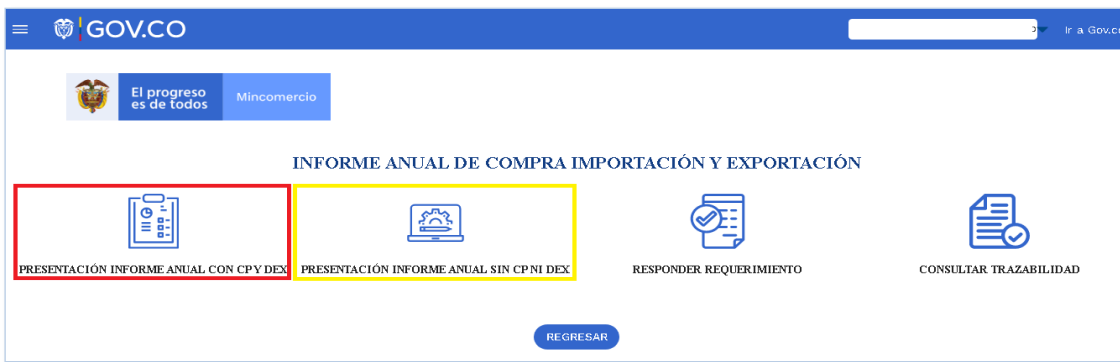 GOV.CO
Ir a Gov.co
El progreso
es de todos
Mincomercio
INFORME ANUAL DE COMPRA IMPORTACIÓN Y EXPORTACIÓN
PRESENTACIÓN INFORME ANUAL CON CP Y DEX
PRESENTACIÓN INFORME ANUAL SIN CP NI DEX
RESPONDER REQUERIMIENTO
CONSULTAR TRAZABILIDAD
REGRESAR